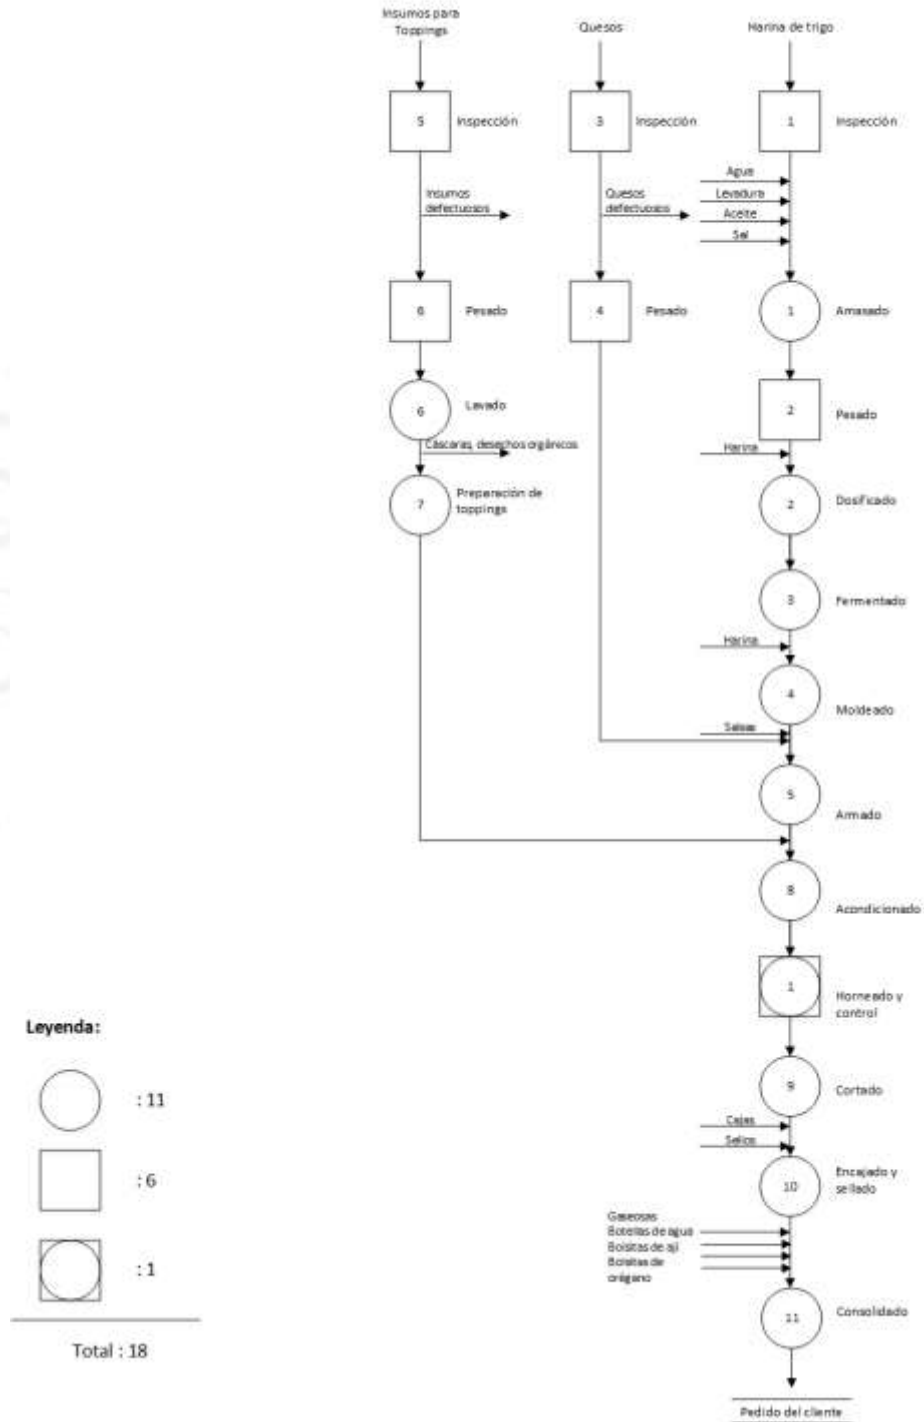 Insumos para
Toppings
Quesos
Harina de trigo
5
Inspección
3
Inspección
1
Inspección
Agua
Levadura
Aceite
Sal
Insumos
defectuosos
Quesos
defectuosos
6
Pesado
4
Pesado
1
Amasado
6
Lavado
2
Pesado
Cáscaras, desechos orgánicos
Harina
7
Preparación de
toppings
2
Dosificado
3
Fermentado
Harina
4
Moldeado
Salsas
5
Armado
8
Acondicionado
1
Horneado y
control
Leyenda:
: 11
: 6
: 1
Total : 18
9
Cortado
Cajas
Sellos
10
Encajado y
sellado
Gaseosas
Botellas de agua
Bolsitas de ají
Bolsitas de
orégano
11
Consolidado
Pedido del cliente